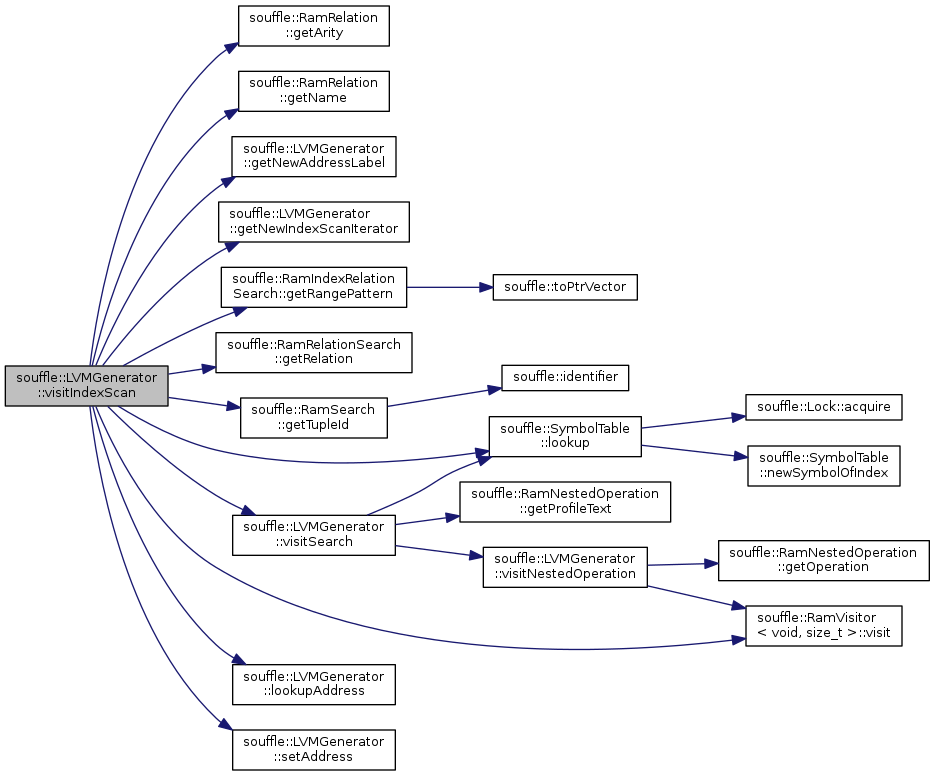 souffle::RamRelation
::getArity
souffle::RamRelation
::getName
souffle::LVMGenerator
::getNewAddressLabel
souffle::LVMGenerator
::getNewIndexScanIterator
souffle::RamIndexRelation
Search::getRangePattern
souffle::toPtrVector
souffle::RamRelationSearch
::getRelation
souffle::LVMGenerator
::visitIndexScan
souffle::RamSearch
::getTupleId
souffle::identifier
souffle::SymbolTable
::lookup
souffle::Lock::acquire
souffle::SymbolTable
::newSymbolOfIndex
souffle::LVMGenerator
::visitSearch
souffle::RamNestedOperation
::getProfileText
souffle::LVMGenerator
::visitNestedOperation
souffle::RamNestedOperation
::getOperation
souffle::RamVisitor
< void, size_t >::visit
souffle::LVMGenerator
::lookupAddress
souffle::LVMGenerator
::setAddress